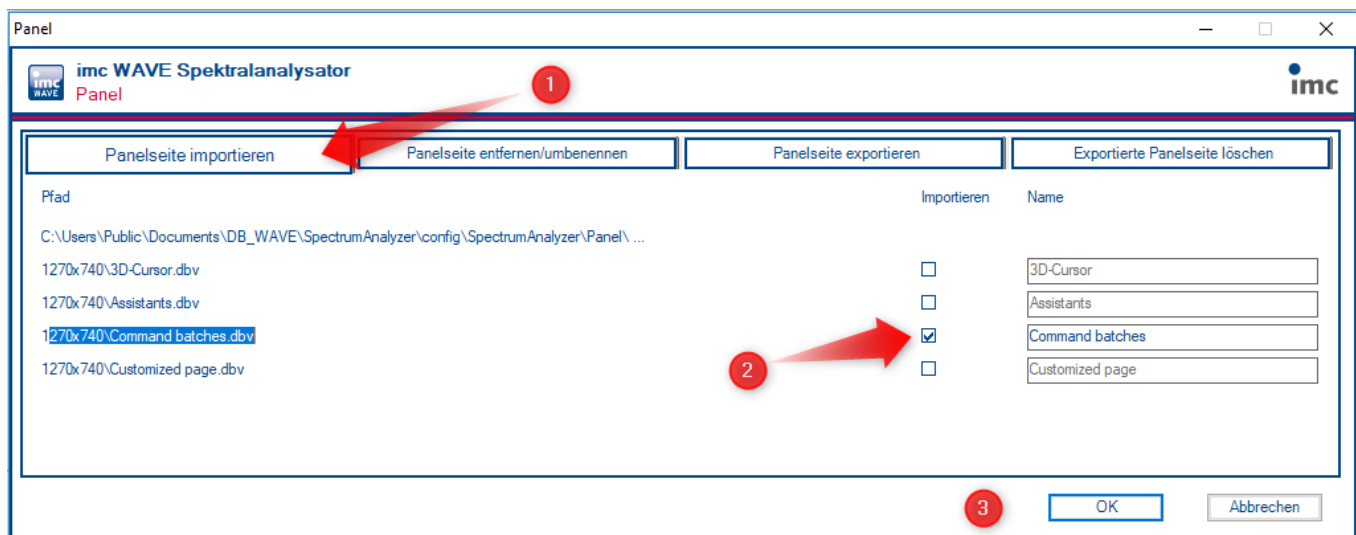 Panel
imc WAVE Spektralanalysator
Panel
imc WAVE
imc
1
Panelseite importieren
Panelseite entfernen/umbenennen
Panelseite exportieren
Exportierte Panelseite löschen
Pfad Importieren Name
C:\Users\Public\Documents\DB_WAVE\SpectrumAnalyzer\config\SpectrumAnalyzer\Panel\ ...
1270x740\3D-Cursor.dbv 3D-Cursor
1270x740\Assistants.dbv Assistants
1270x740\Command batches.dbv Command batches
2
1270x740\Customized page.dbv Customized page
3
OK
Abbrechen